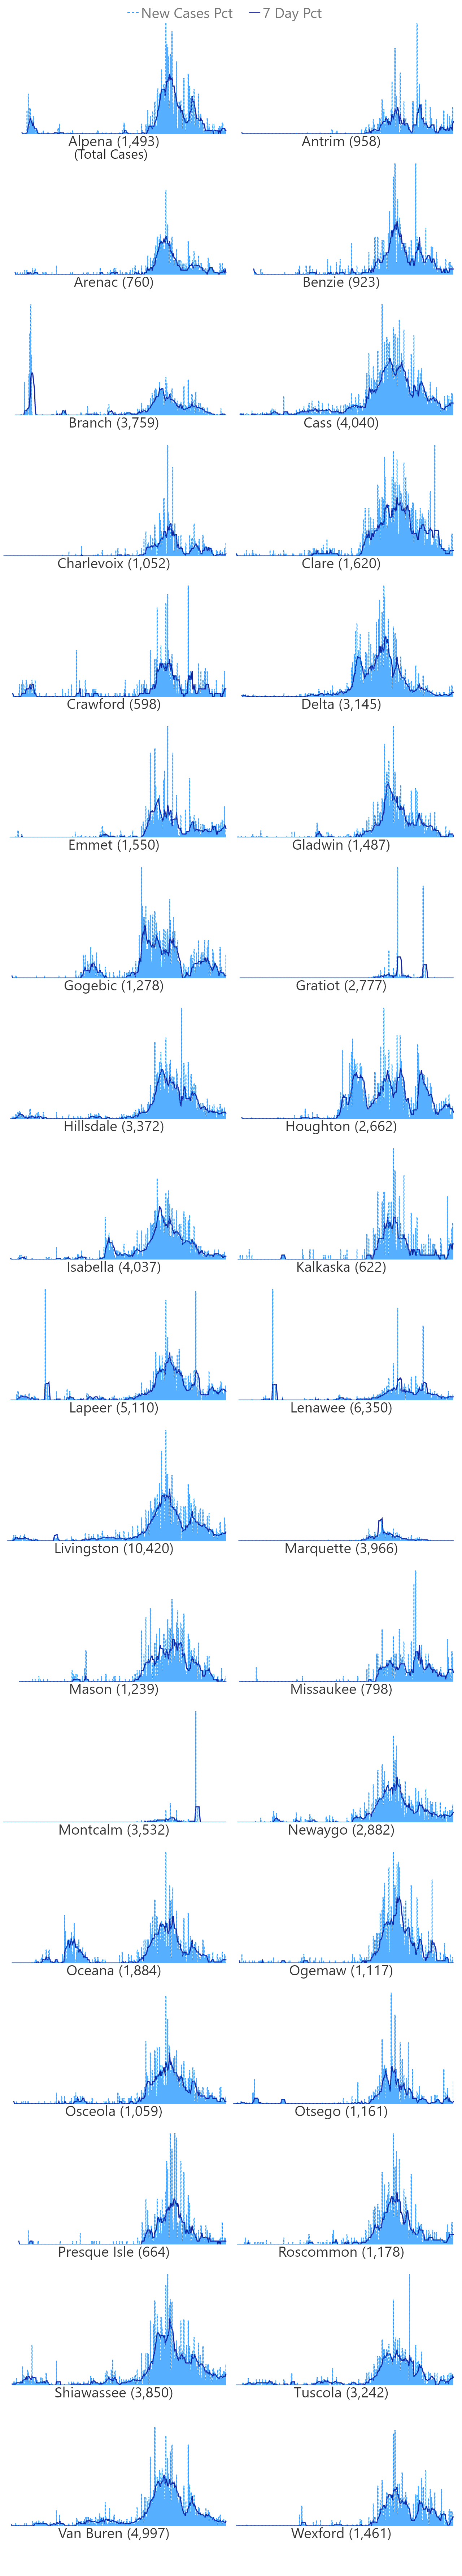 New Cases Pct 7 Day Pct
Alpena (1,493) Antrim (958)
(Total Cases)
Arenac (760) Benzie (923)
Branch (3,759) Cass (4,040)
Charlevoix (1,052) Clare (1,620)
Crawford (598) Delta (3,145)
Emmet (1,550) Gladwin (1,487)
Gogebic (1,278) Gratiot (2,777)
Hillsdale (3,372) Houghton (2,662)
Isabella (4,037) Kalkaska (622)
Lapeer (5,110) Lenawee (6,350)
Livingston (10,420) Marquette (3,966)
Mason (1,239) Missaukee (798)
Montcalm (3,532) Newaygo (2,882)
Oceana (1,884) Ogemaw (1,117)
Osceola (1,059) Otsego (1,161)
Presque Isle (664) Roscommon (1,178)
Shiawassee (3,850) Tuscola (3,242)
Van Buren (4,997) Wexford (1,461)